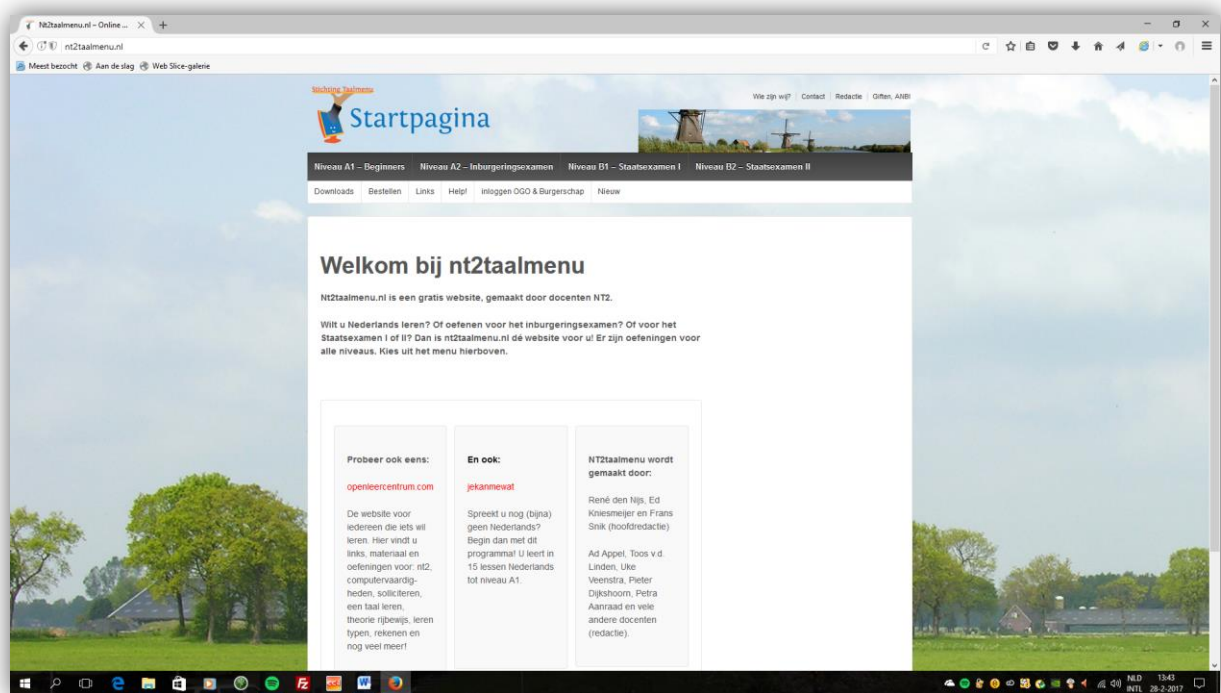 Nt2taalmenu.nl – Online ...
nt2taalmenu.nl
Meest bezocht Aan de slag Web Slice-galerie
Stichting Taalmenu
Startpagina
Wie zijn wij? Contact Redactie Giften, ANBI
Niveau A1 – Beginners Niveau A2 – Inburgeringsexamen Niveau B1 – Staatsexamen I Niveau B2 – Staatsexamen II
Downloads Bestellen Links Help! inloggen OGO & Burgerschap Nieuw
Welkom bij nt2taalmenu
Nt2taalmenu.nl is een gratis website, gemaakt door docenten NT2.
Wilt u Nederlands leren? Of oefenen voor het inburgeringsexamen? Of voor het
Staatsexamen I of II? Dan is nt2taalmenu.nl dé website voor u! Er zijn oefeningen voor
alle niveaus. Kies uit het menu hierboven.
Probeer ook eens:
openleercentrum.com
De website voor
iedereen die iets wil
leren. Hier vindt u
links, materiaal en
oefeningen voor: nt2,
computervaardig-
heden, solliciteren,
een taal leren,
theorie rijbewijs, leren
typen, rekenen en
nog veel meer!
En ook:
jekanmewat
Spreekt u nog (bijna)
geen Nederlands?
Begin dan met dit
programma! U leert in
15 lessen Nederlands
tot niveau A1.
NT2taalmenu wordt
gemaakt door:
René den Nijs, Ed
Kniesmeijer en Frans
Snik (hoofdredactie)
Ad Appel, Toos v.d.
Linden, Uke
Veenstra, Pieter
Dijkshoorn, Petra
Aanraad en vele
andere docenten
(redactie).
NLD 13:43
INTL 28-2-2017